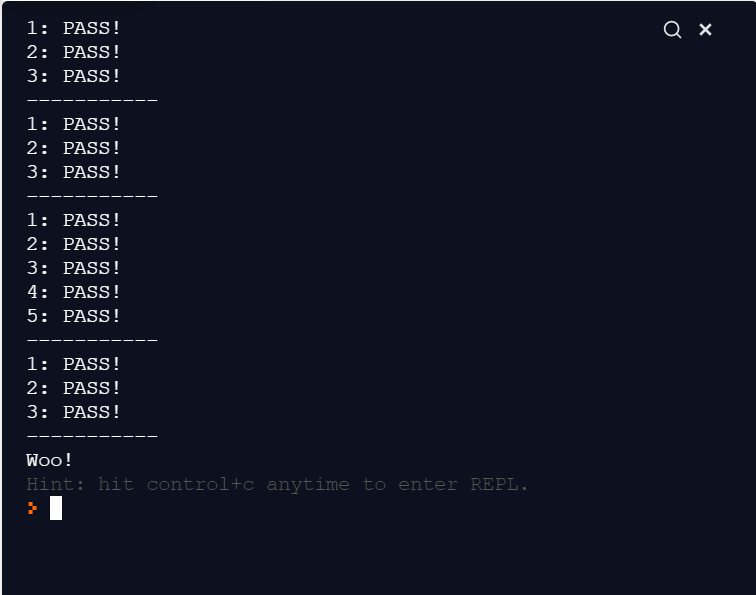 1: PASS!
2: PASS!
3: PASS!
-----------
1: PASS!
2: PASS!
3: PASS!
-----------
1: PASS!
2: PASS!
3: PASS!
4: PASS!
5: PASS!
-----------
1: PASS!
2: PASS!
3: PASS!
-----------
Woo!
Hint: hit control+c anytime to enter REPL.
>